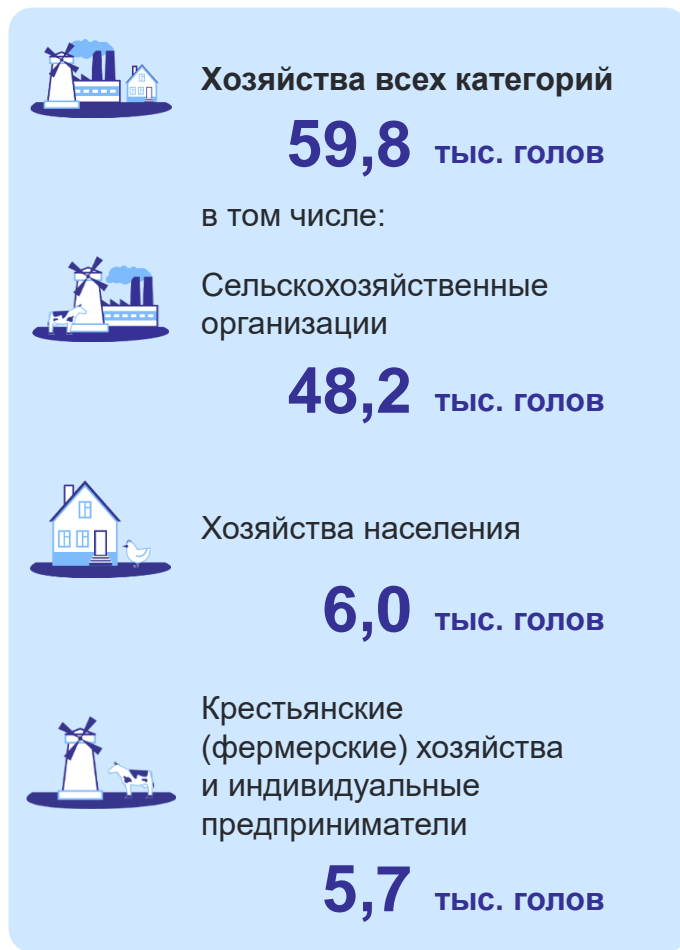 Хозяйства всех категорий
59,8 тыс. голов
в том числе:
Сельскохозяйственные
организации
48,2 тыс. голов
Хозяйства населения
6,0 тыс. голов
Крестьянские
(фермерские) хозяйства
и индивидуальные
предприниматели
5,7 тыс. голов